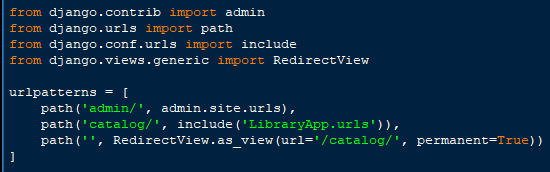 from django.contrib import admin
from django.urls import path
from django.conf.urls import include
from django.views.generic import RedirectView

urlpatterns = [
    path('admin/', admin.site.urls),
    path('catalog/', include('LibraryApp.urls')),
    path('', RedirectView.as_view(url='/catalog/', permanent=True))
]